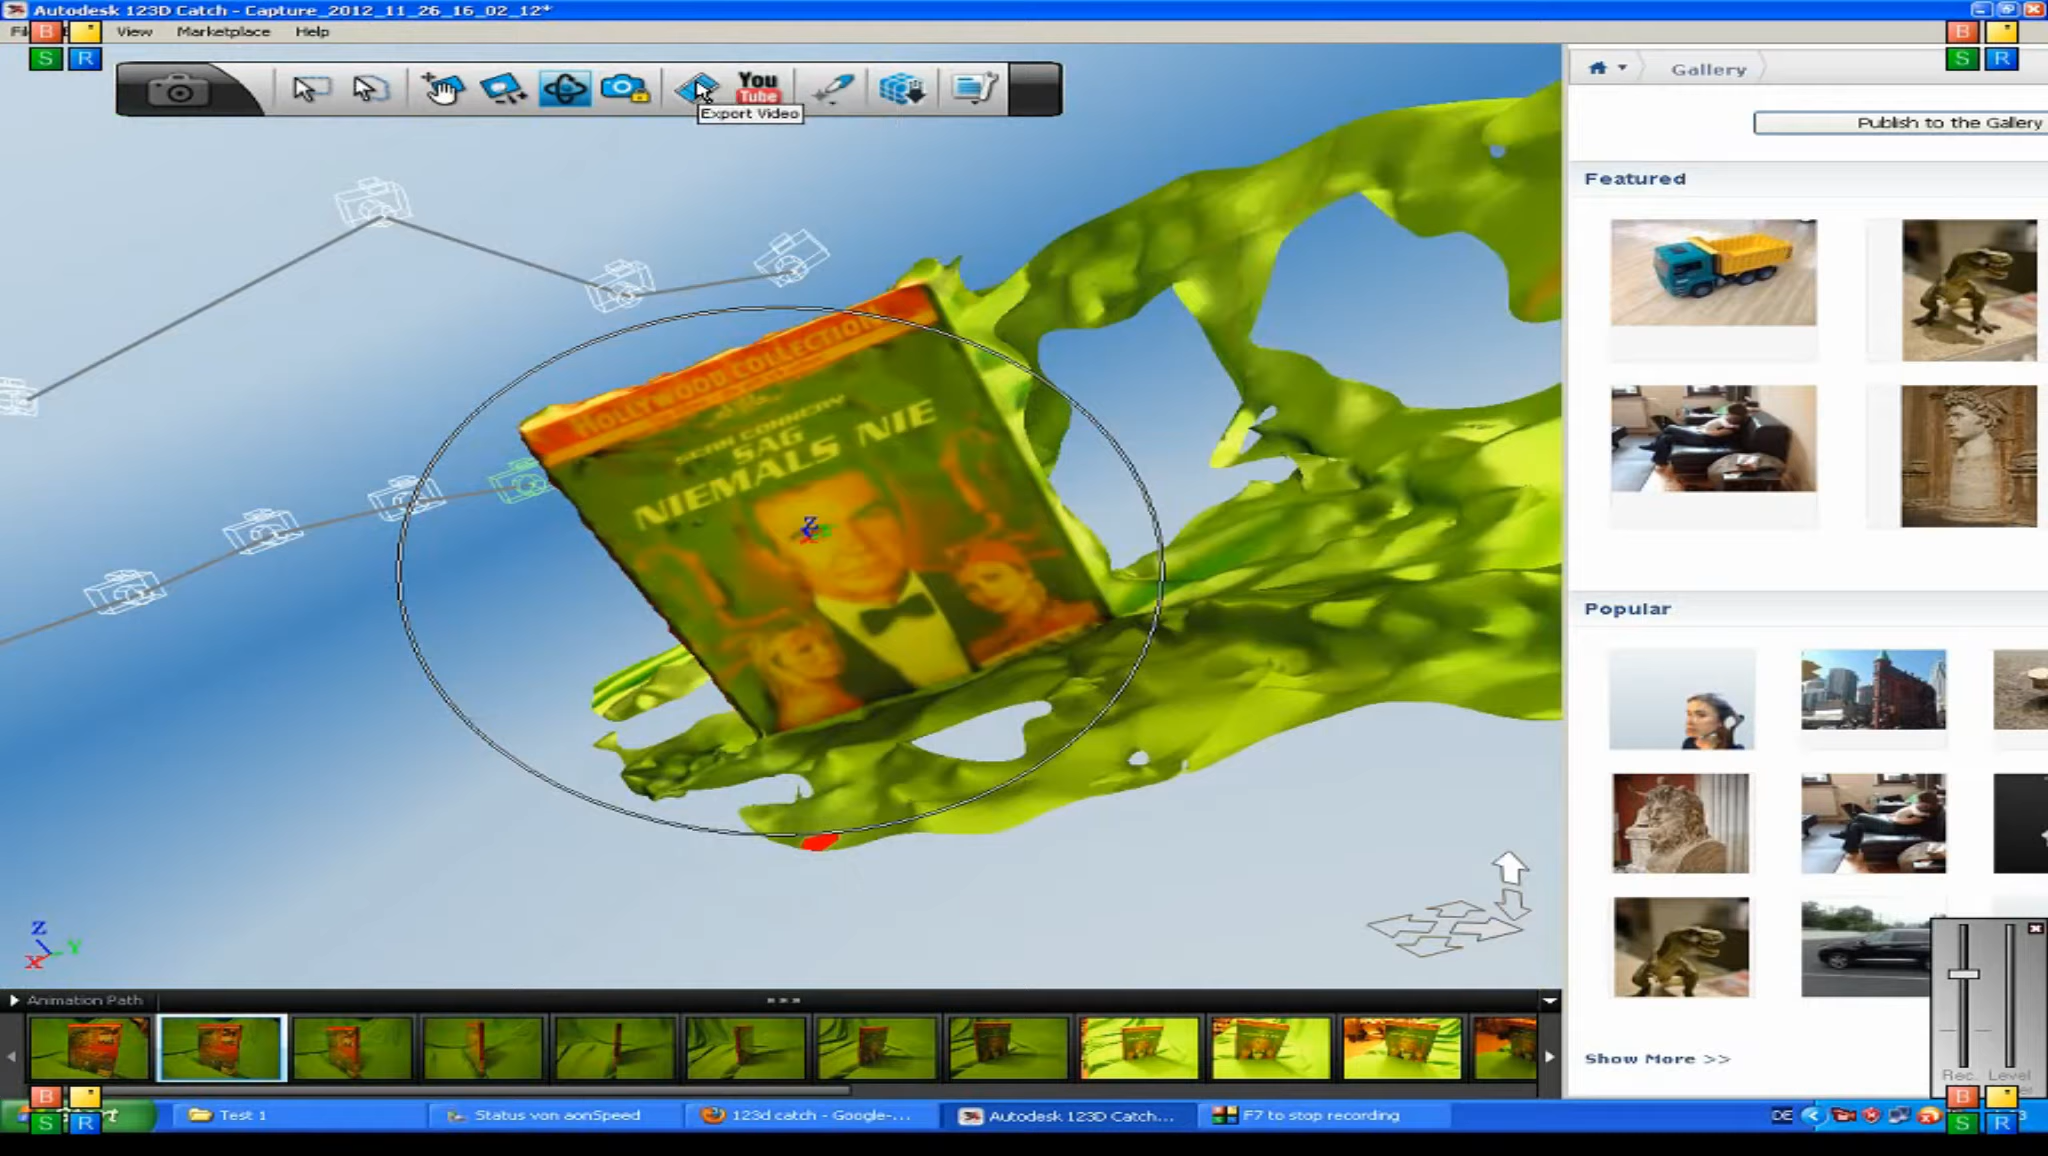 Autodesk 123D Catch - Capture_2012_11_26_16_02_12*
View Marketplace Help
B
S R
B
S R
You
Tube
Export Video
Gallery
Publish to the Gallery
Featured
HOLLYWOOD COLLECTION
SEAN CONNERY
SAG
NIEMALS NIE
Z
X
Popular
Z
Y
X
Animation Path
Show More >>
Rec. Level
B
S R
Test 1
Status von aonSpeed
123d catch - Google-...
Autodesk 123D Catch...
F7 to stop recording
DE
B
S R